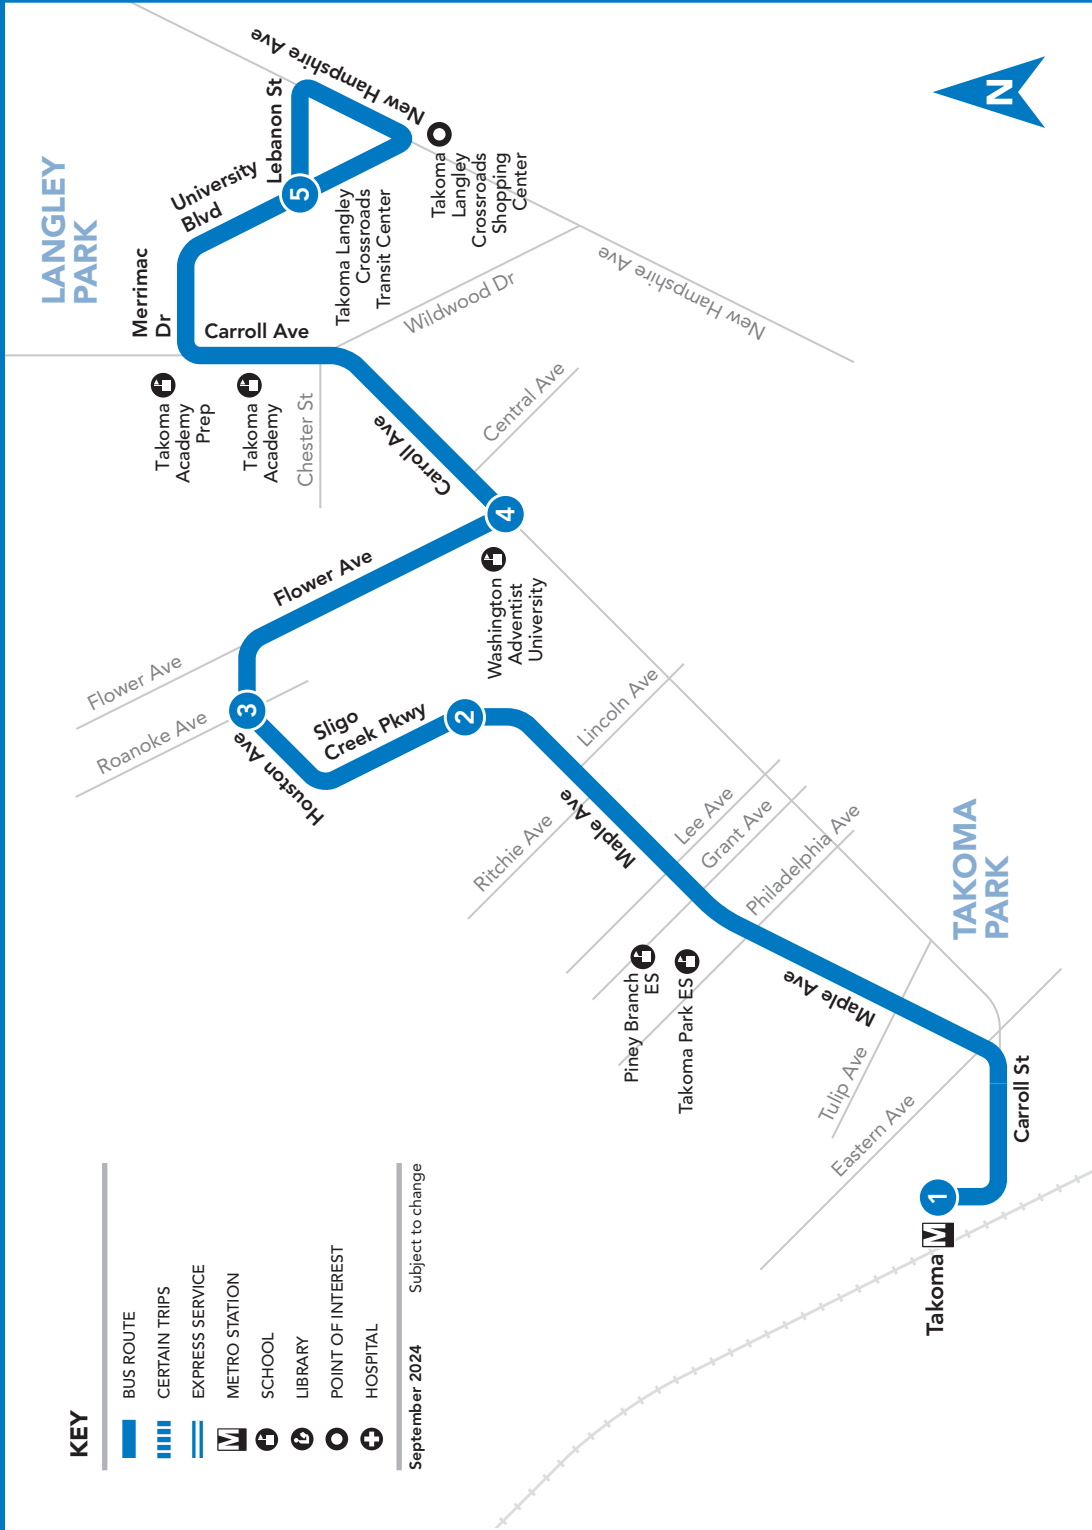 LANGLEY
PARK
Merrimac
Dr
University
Blvd
Lebanon St
New Hampshire Ave
5
Takoma Langley
Crossroads
Transit Center
Takoma
Langley
Crossroads
Shopping
Center
N
Carroll Ave
Wildwood Dr
New Hampshire Ave
Takoma
Academy
Prep
Takoma
Academy
Chester St
Carroll Ave
Central Ave
4
Flower Ave
Washington
Adventist
University
Flower Ave
Roanoke Ave
3
Houston Ave
Sligo
Creek Pkwy
2
Lincoln Ave
Ritchie Ave
Maple Ave
Lee Ave
Grant Ave
Philadelphia Ave
Piney Branch
ES
Takoma Park ES
Maple Ave
TAKOMA
PARK
Tulip Ave
Eastern Ave
Carroll St
1
M
Takoma
KEY
BUS ROUTE
CERTAIN TRIPS
EXPRESS SERVICE
M METRO STATION
SCHOOL
LIBRARY
POINT OF INTEREST
HOSPITAL
September 2024 Subject to change